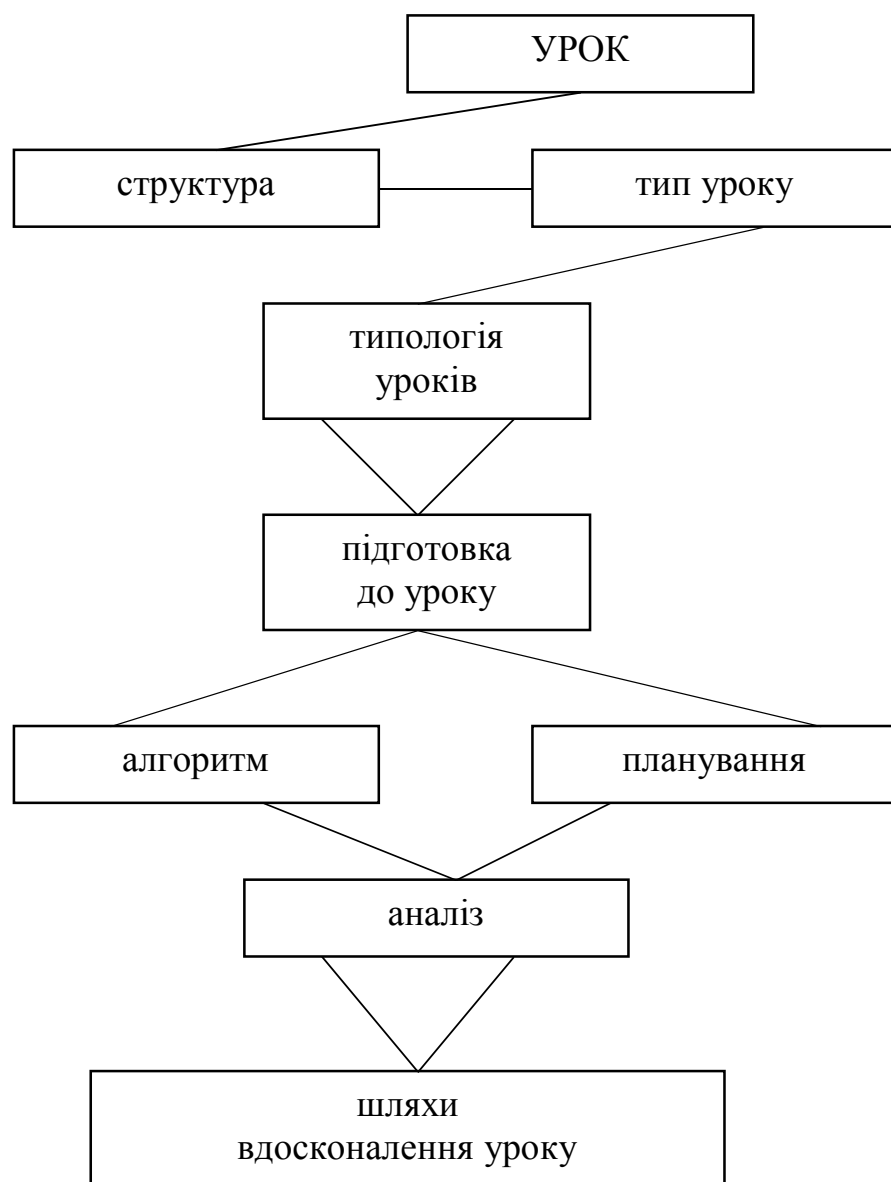 УРОК
структура
тип уроку
типологія
уроків
підготовка
до уроку
алгоритм
планування
аналіз
шляхи
вдосконалення уроку